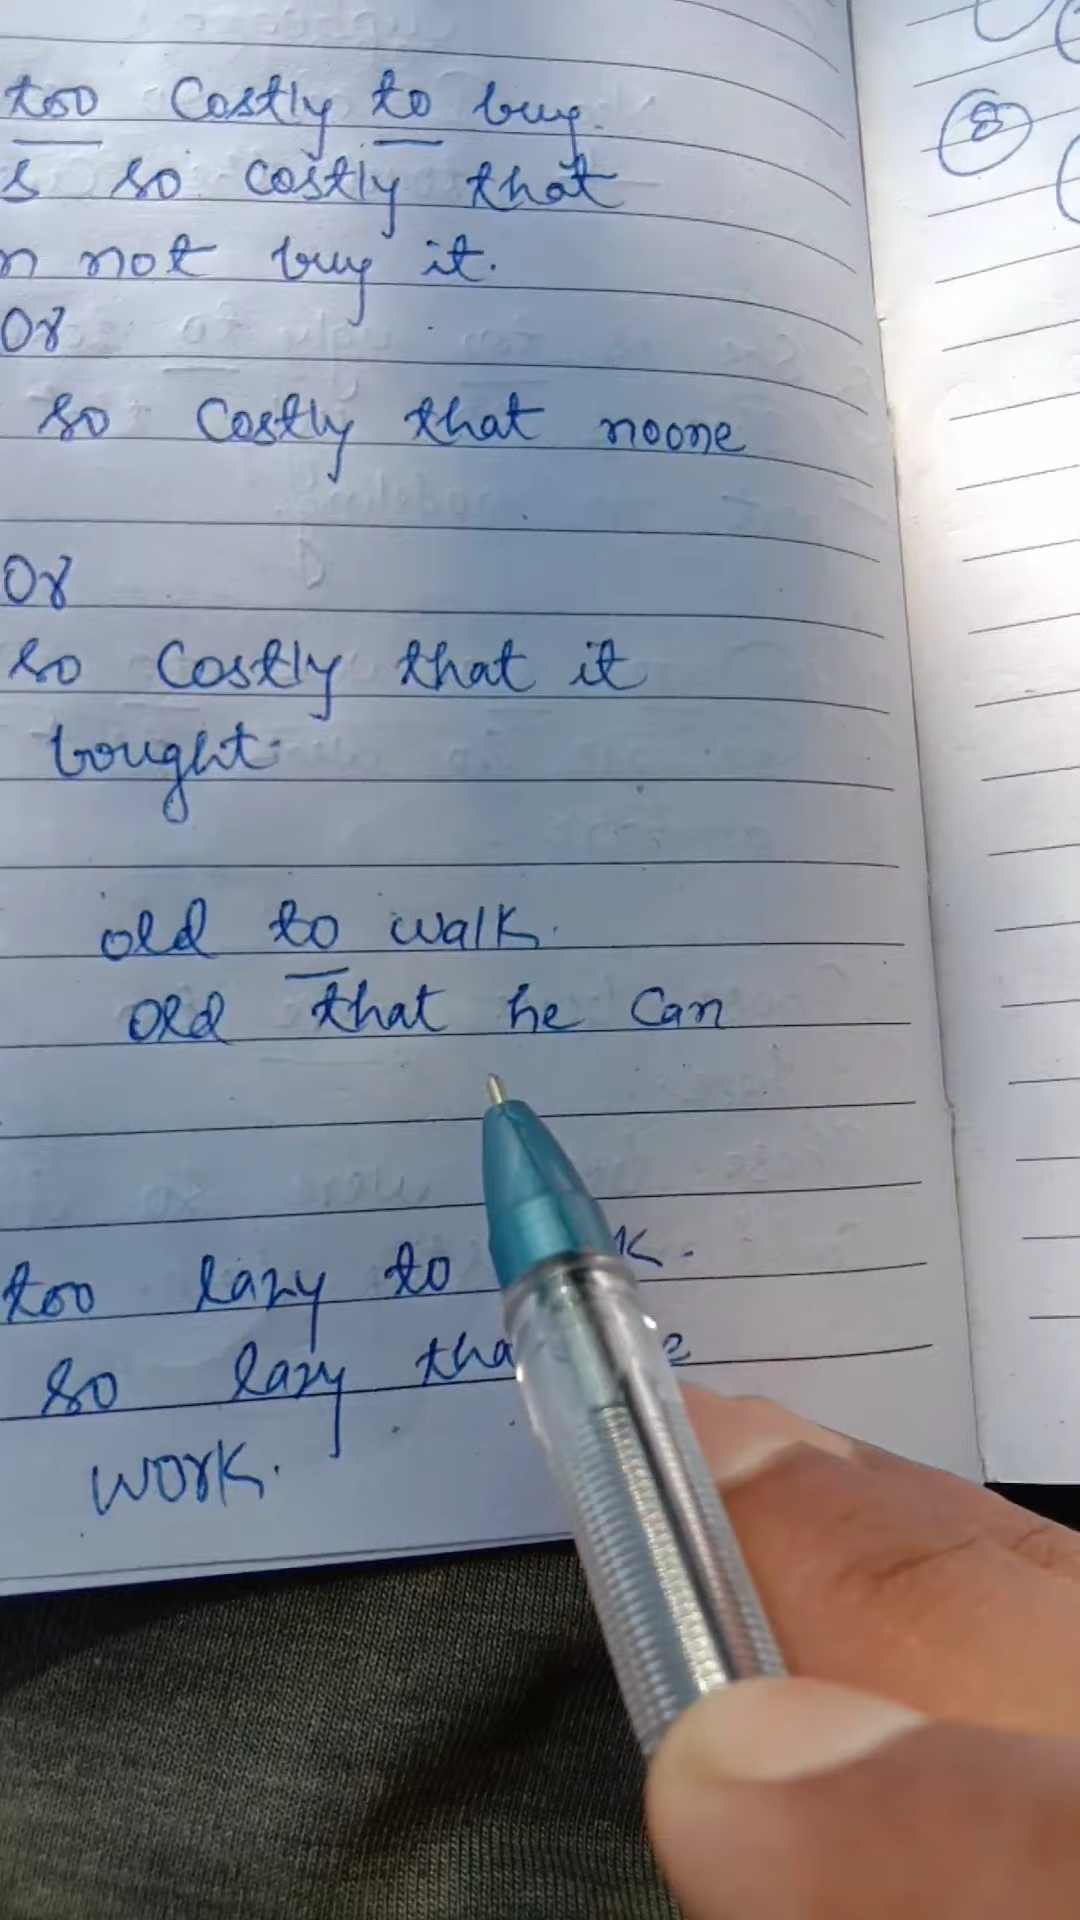 too costly to buy.
s so costly that
n not buy it.
Or
so costly that noone
Or
so costly that it
bought.
old to walk.
old that he can
too lazy to
so lazy
work.
8